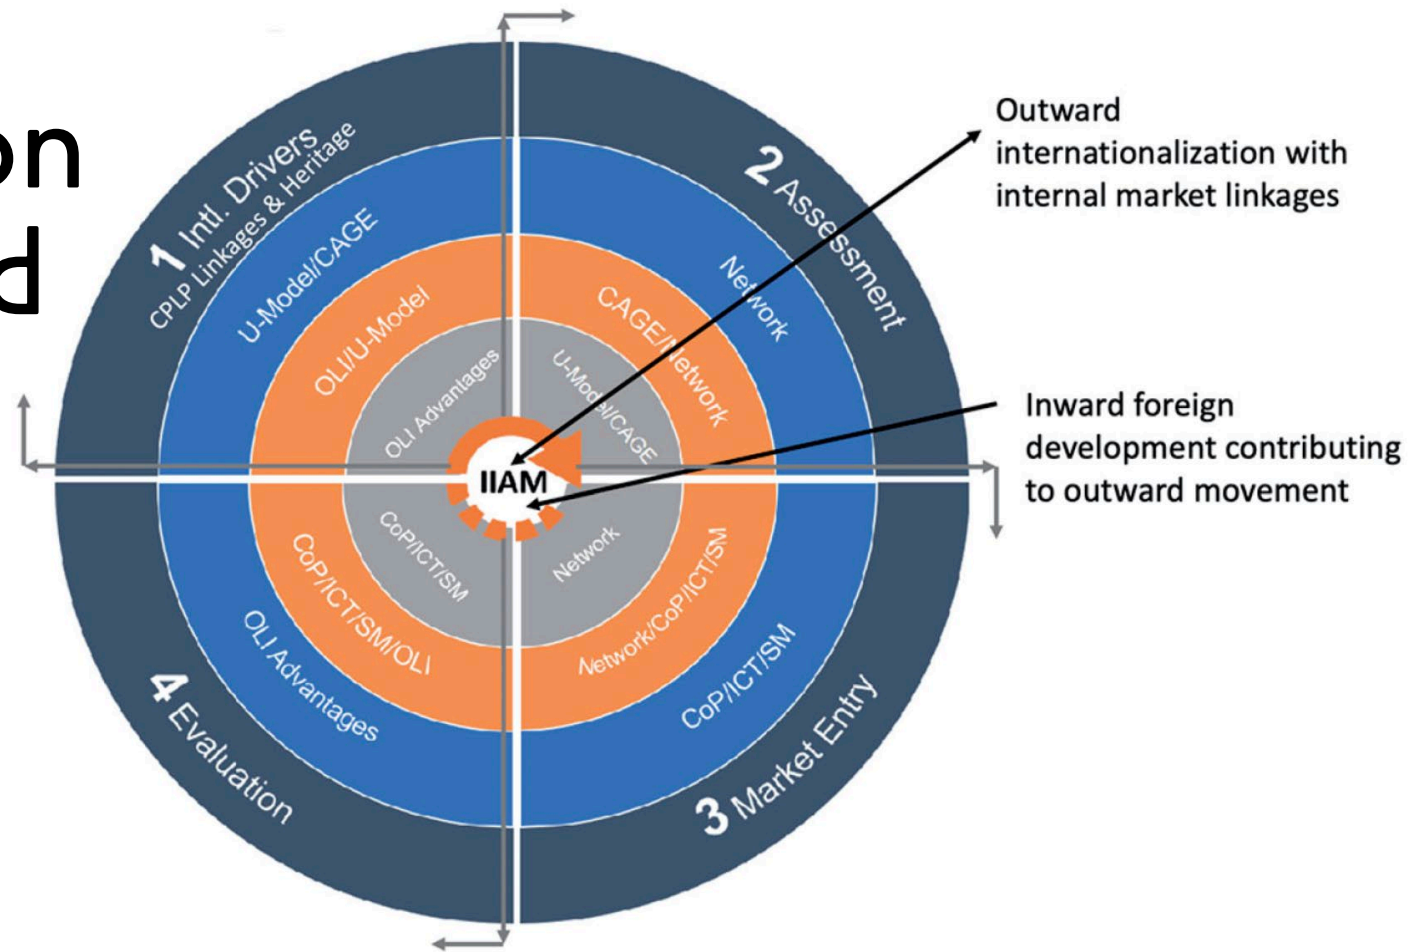 on
d
1 Intl. Drivers
CPLP Linkages & Heritage
U-Model/CAGE
OLI/U-Model
OLI Advantages
2 Assessment
Network
CAGE/Network
U-Model/CAGE
Outward
internationalization with
internal market linkages
Inward foreign
development contributing
to outward movement
IIAM
CoP/ICT/SM
CoP/ICT/SM/OLI
OLI Advantages
4 Evaluation
Network
Network/CoP/ICT/SM
CoP/ICT/SM
3 Market Entry